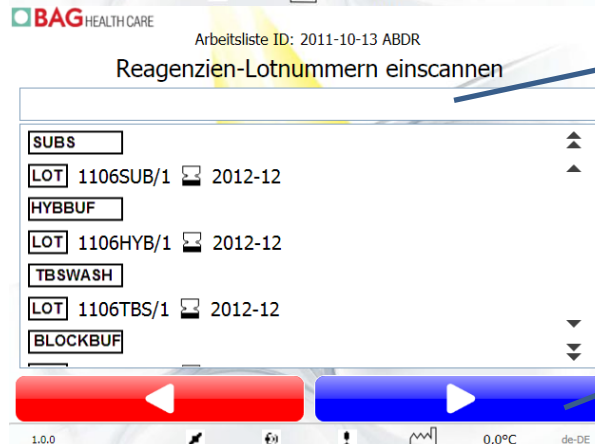 BAG HEALTH CARE
Arbeitsliste ID: 2011-10-13 ABDR
Reagenzien-Lotnummern einscannen
SUBS
LOT 1106SUB/1 2012-12
HYBBUF
LOT 1106HYB/1 2012-12
TBSWASH
LOT 1106TBS/1 2012-12
BLOCKBUF
1.0.0 0.0°C de-DE